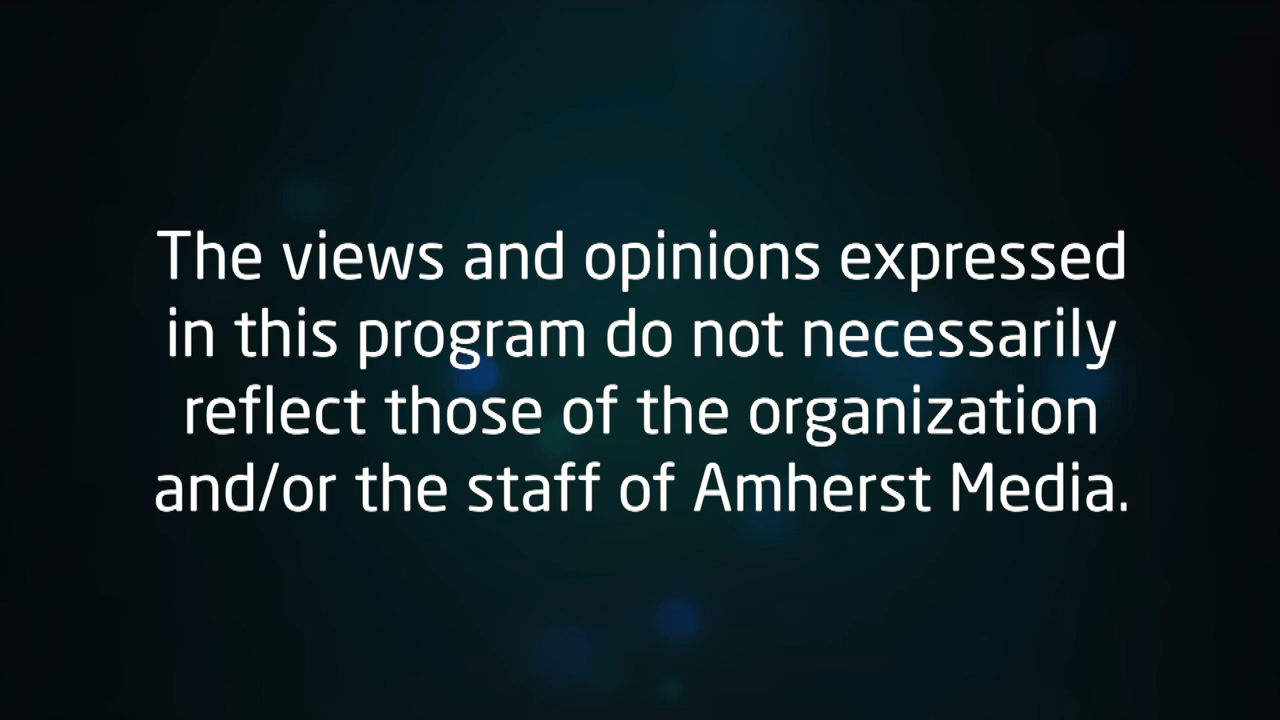 The views and opinions expressed
in this program do not necessarily
reflect those of the organization
and/or the staff of Amherst Media.